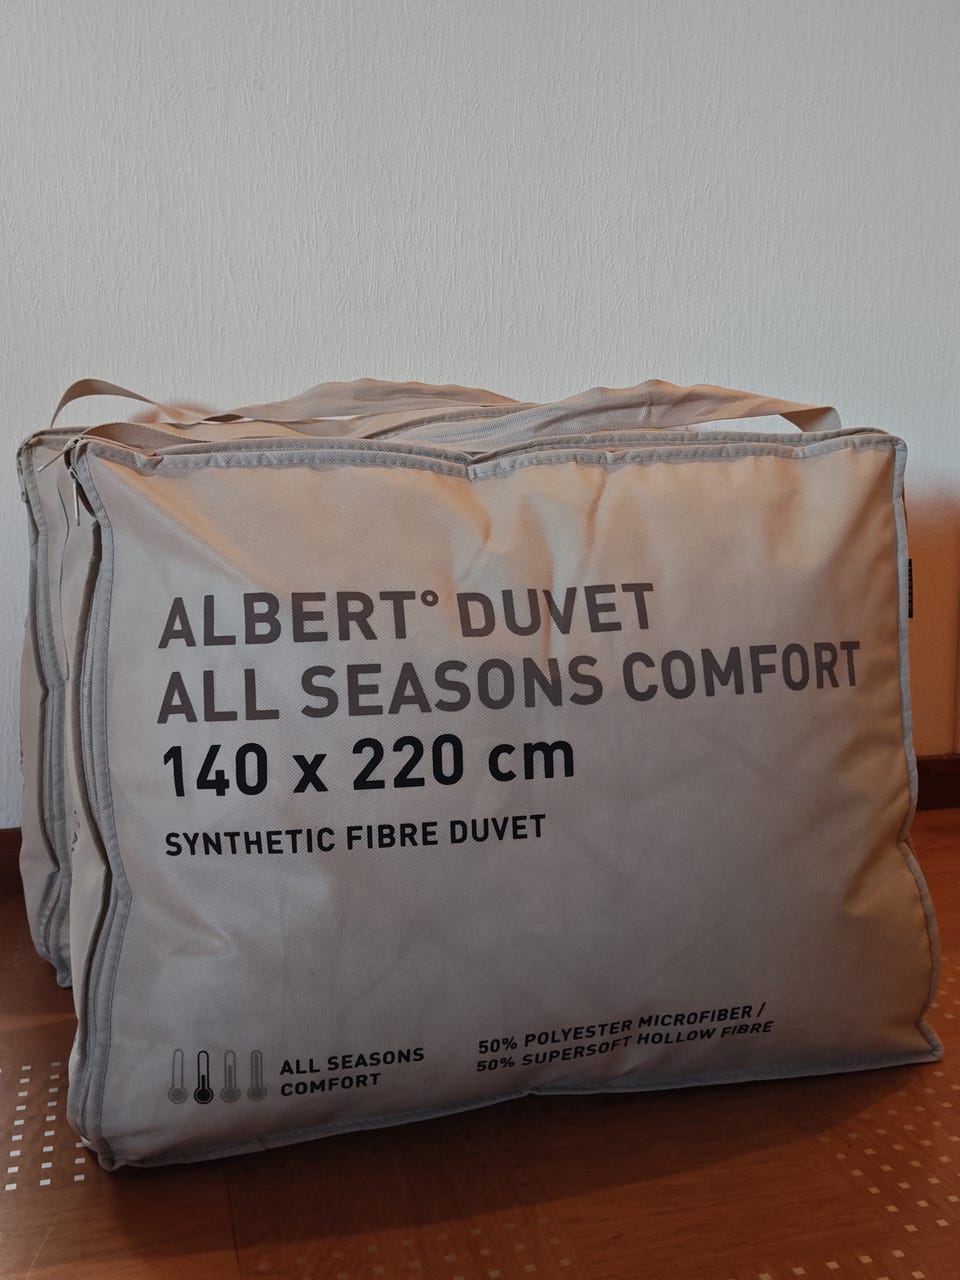 ALBERT° DUVET
ALL SEASONS COMFORT
140 x 220 cm
SYNTHETIC FIBRE DUVET
ALL SEASONS
COMFORT
50% POLYESTER MICROFIBER /
50% SUPERSOFT HOLLOW FIBRE